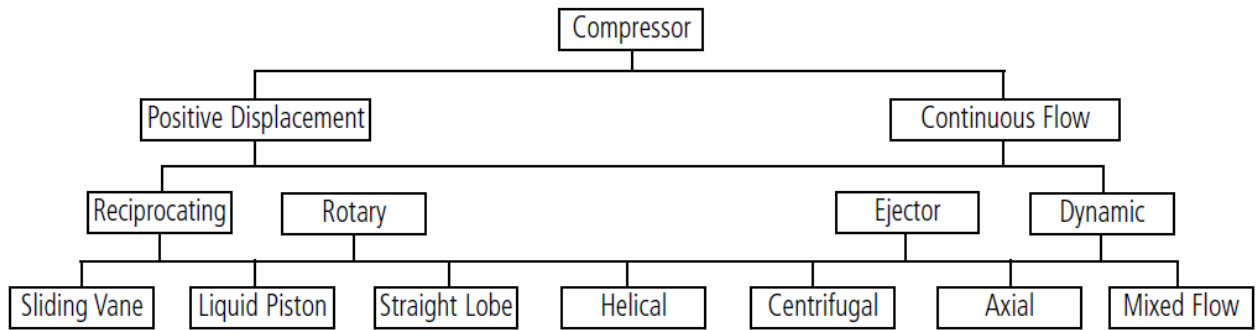 Compressor
Positive Displacement
Continuous Flow
Reciprocating
Rotary
Ejector
Dynamic
Sliding Vane
Liquid Piston
Straight Lobe
Helical
Centrifugal
Axial
Mixed Flow